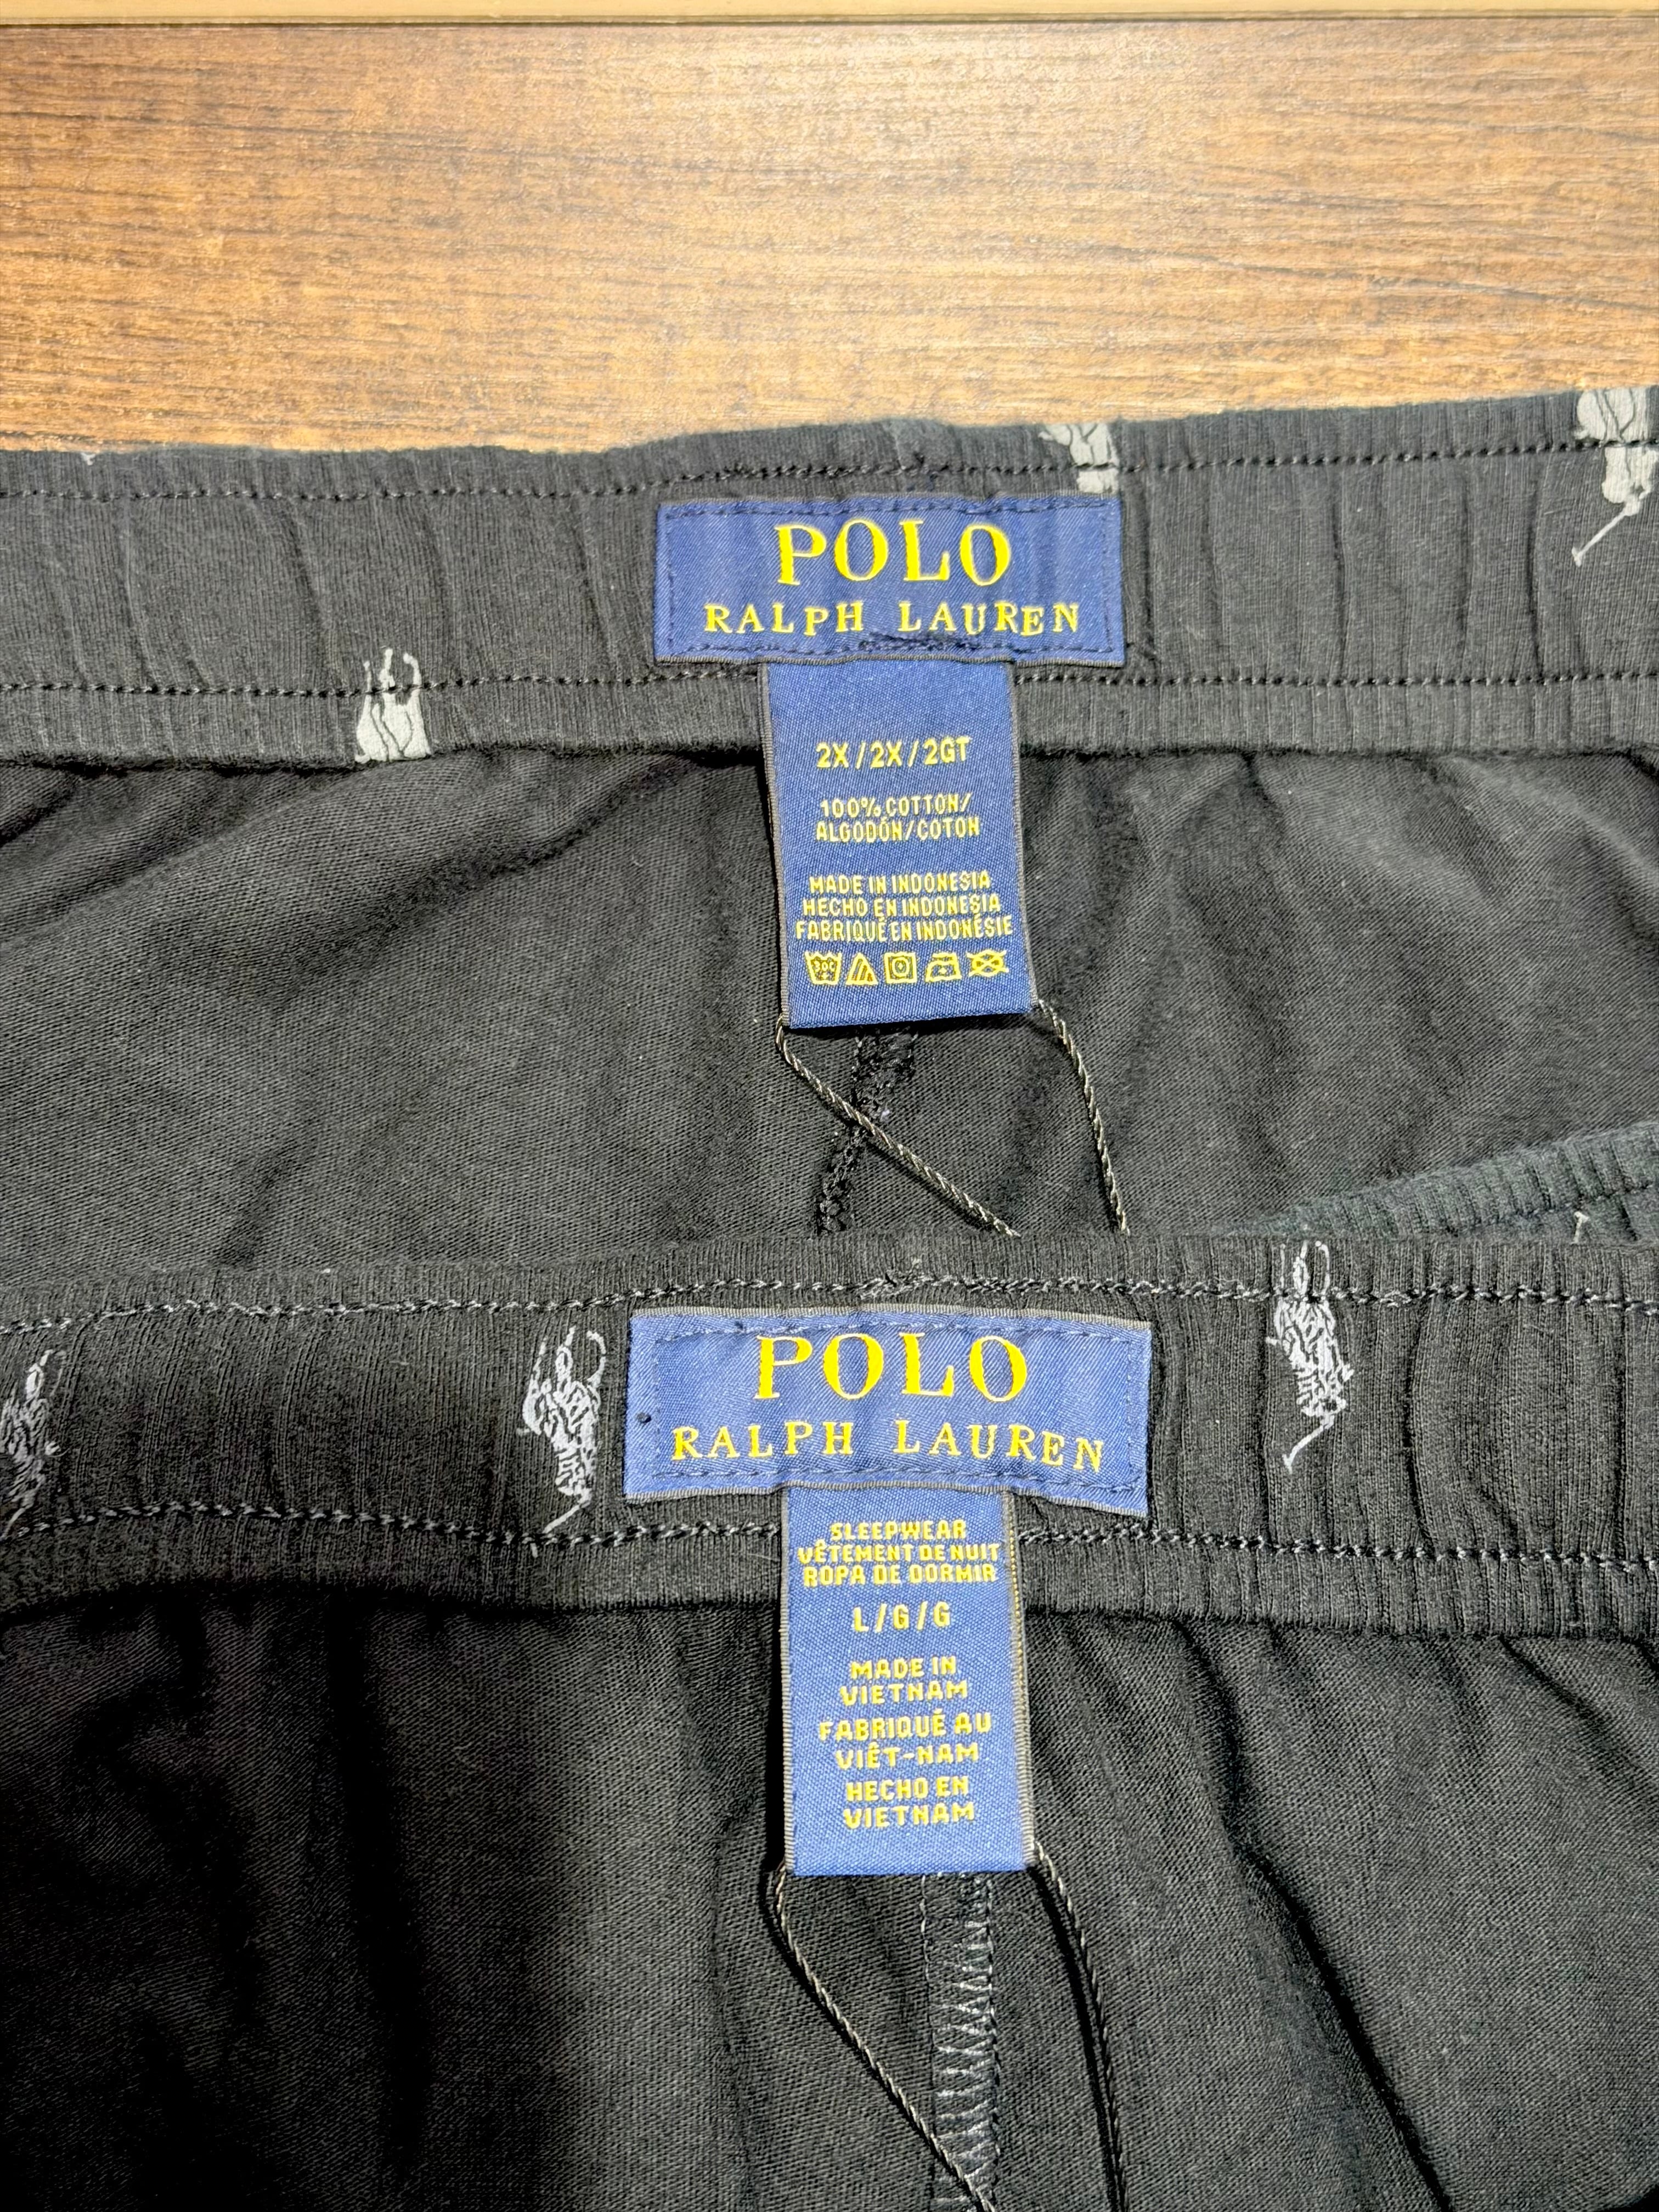 POLO
RALPH LAUREN
2X/2X/2GT
100% COTTON/
ALGODÓN/COTON
MADE IN INDONESIA
HECHO EN INDONESIA
FABRIQUÉ EN INDONÉSIE
30C
POLO
RALPH LAUREN
SLEEPWEAR
VÊTEMENT DE NUIT
ROPA DE DORMIR
L/G/G
MADE IN
VIETNAM
FABRIQUÉ AU
VIÊT-NAM
HECHO EN
VIETNAM